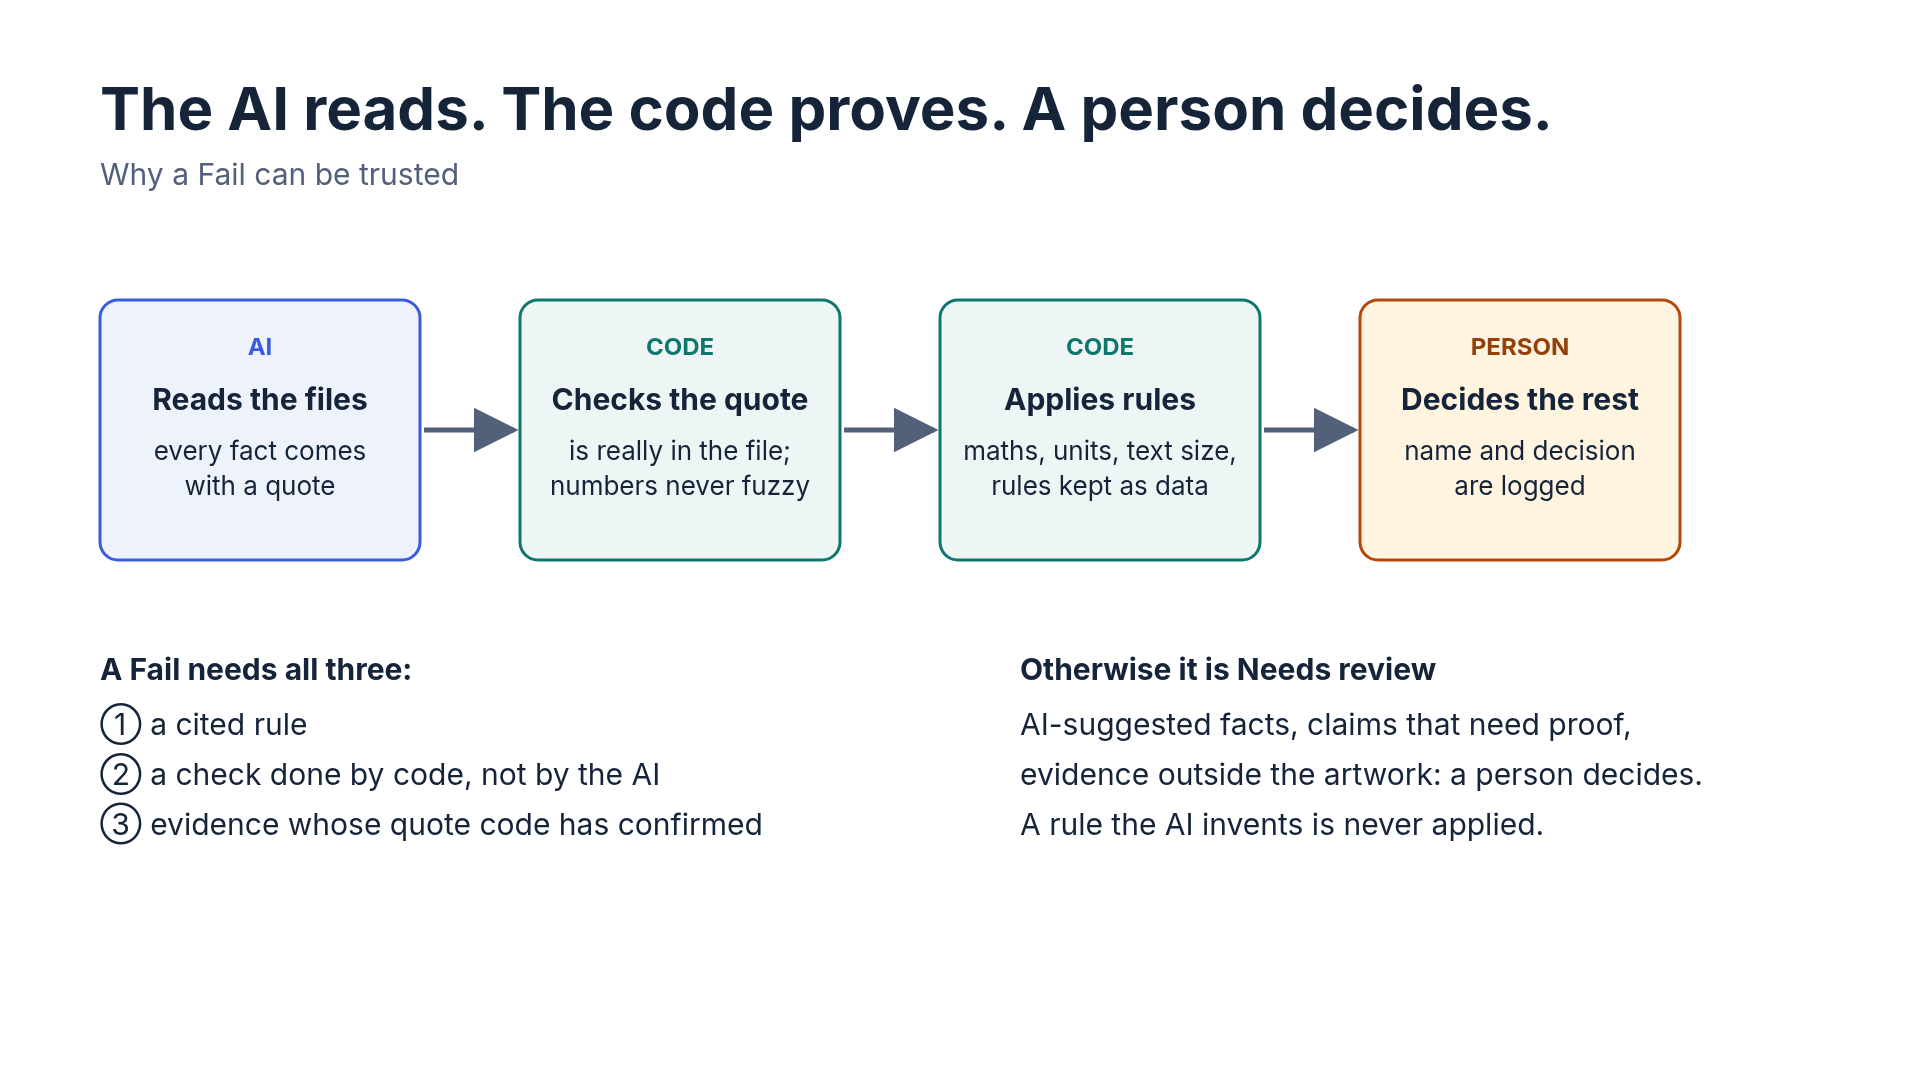 The AI reads. The code proves. A person decides.
Why a Fail can be trusted
AI
Reads the files
every fact comes
with a quote
CODE
Checks the quote
is really in the file;
numbers never fuzzy
CODE
Applies rules
maths, units, text size,
rules kept as data
PERSON
Decides the rest
name and decision
are logged
A Fail needs all three:
① a cited rule
② a check done by code, not by the AI
③ evidence whose quote code has confirmed
Otherwise it is Needs review
AI-suggested facts, claims that need proof,
evidence outside the artwork: a person decides.
A rule the AI invents is never applied.